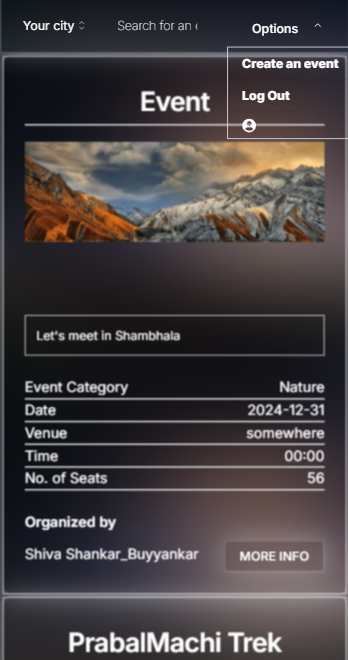 Your city Search for an e Options
Create an event
Log Out
Event
Let's meet in Shambhala
Event Category Nature
Date 2024-12-31
Venue somewhere
Time 00:00
No. of Seats 56
Organized by
Shiva Shankar_Buyyankar MORE INFO
PrabalMachi Trek